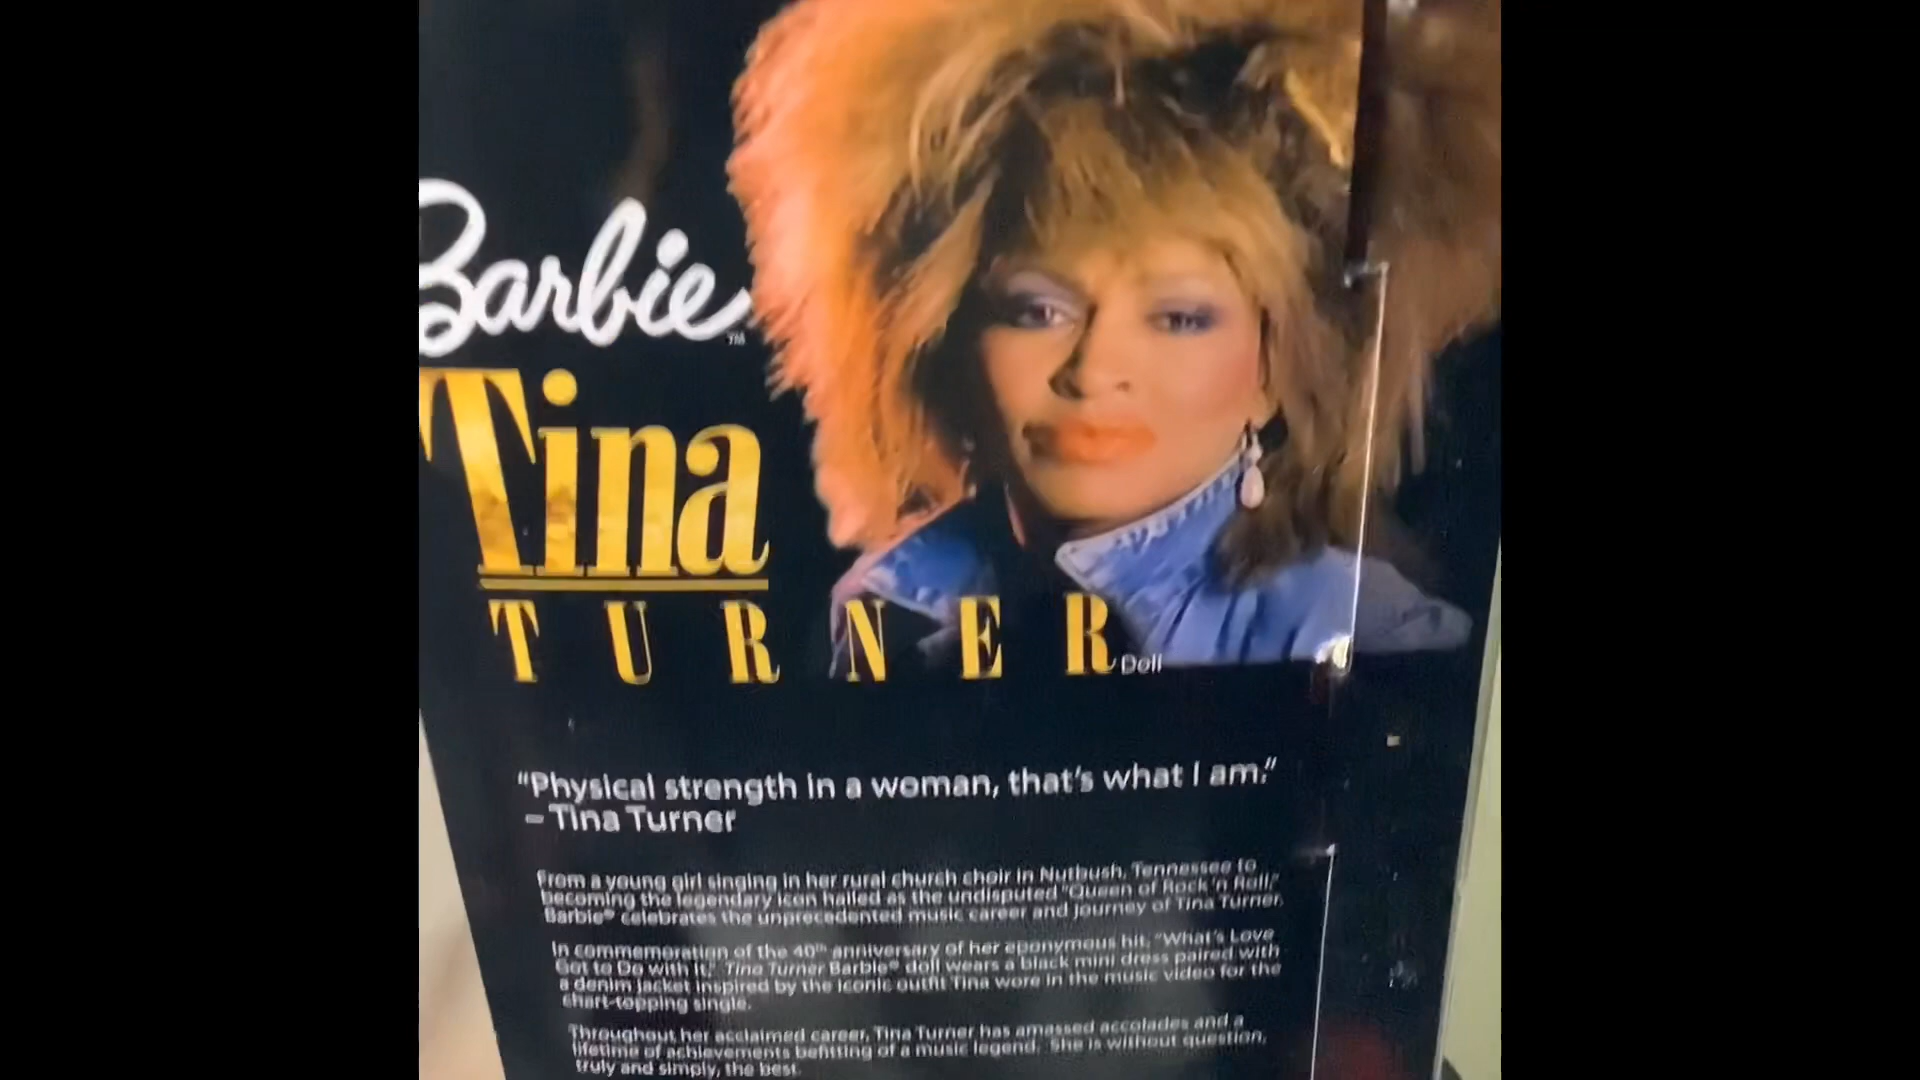 Barbie™
Tina
TURNER Doll
“Physical strength in a woman, that’s what I am.”
– Tina Turner
From a young girl singing in her rural church choir in Nutbush, Tennessee to
becoming the legendary icon hailed as the undisputed “Queen of Rock ’n Roll,”
Barbie® celebrates the unprecedented music career and journey of Tina Turner.
In commemoration of the 40th anniversary of her eponymous hit, “What’s Love
Got to Do with It,” Tina Turner Barbie® doll wears a black mini dress paired with
a denim jacket inspired by the iconic outfit Tina wore in the music video for the
chart-topping single.
Throughout her acclaimed career, Tina Turner has amassed accolades and a
lifetime of achievements befitting of a music legend. She is without question,
truly and simply, the best.